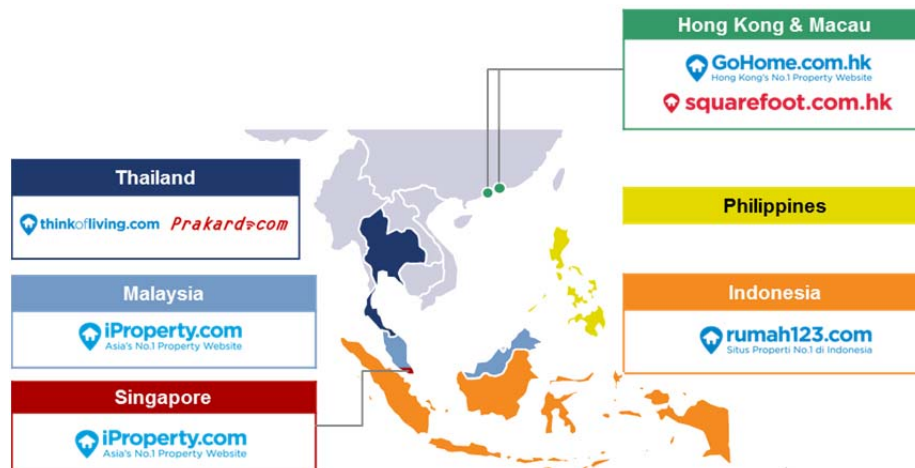 Hong Kong & Macau
GoHome.com.hk
Hong Kong's No.1 Property Website
squarefoot.com.hk
Thailand
thinkofliving.com Prakard.com
Philippines
Malaysia
iProperty.com
Asia's No.1 Property Website
Indonesia
rumah123.com
Situs Properti No.1 di Indonesia
Singapore
iProperty.com
Asia's No.1 Property Website